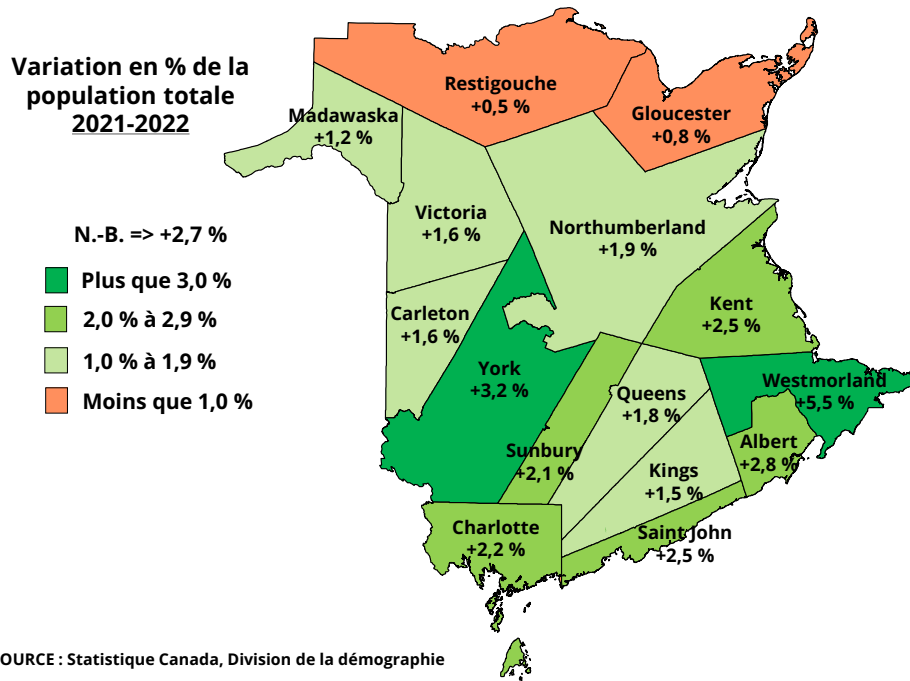 Variation en % de la
population totale
2021-2022
N.-B. => +2,7 %
Plus que 3,0 %
2,0 % à 2,9 %
1,0 % à 1,9 %
Moins que 1,0 %
Restigouche
+0,5 %
Gloucester
+0,8 %
Madawaska
+1,2 %
Victoria
+1,6 %
Northumberland
+1,9 %
Carleton
+1,6 %
Kent
+2,5 %
York
+3,2 %
Westmorland
+5,5 %
Queens
+1,8 %
Sunbury
+2,1 %
Albert
+2,8 %
Kings
+1,5 %
Charlotte
+2,2 %
Saint John
+2,5 %
OURCE : Statistique Canada, Division de la démographie